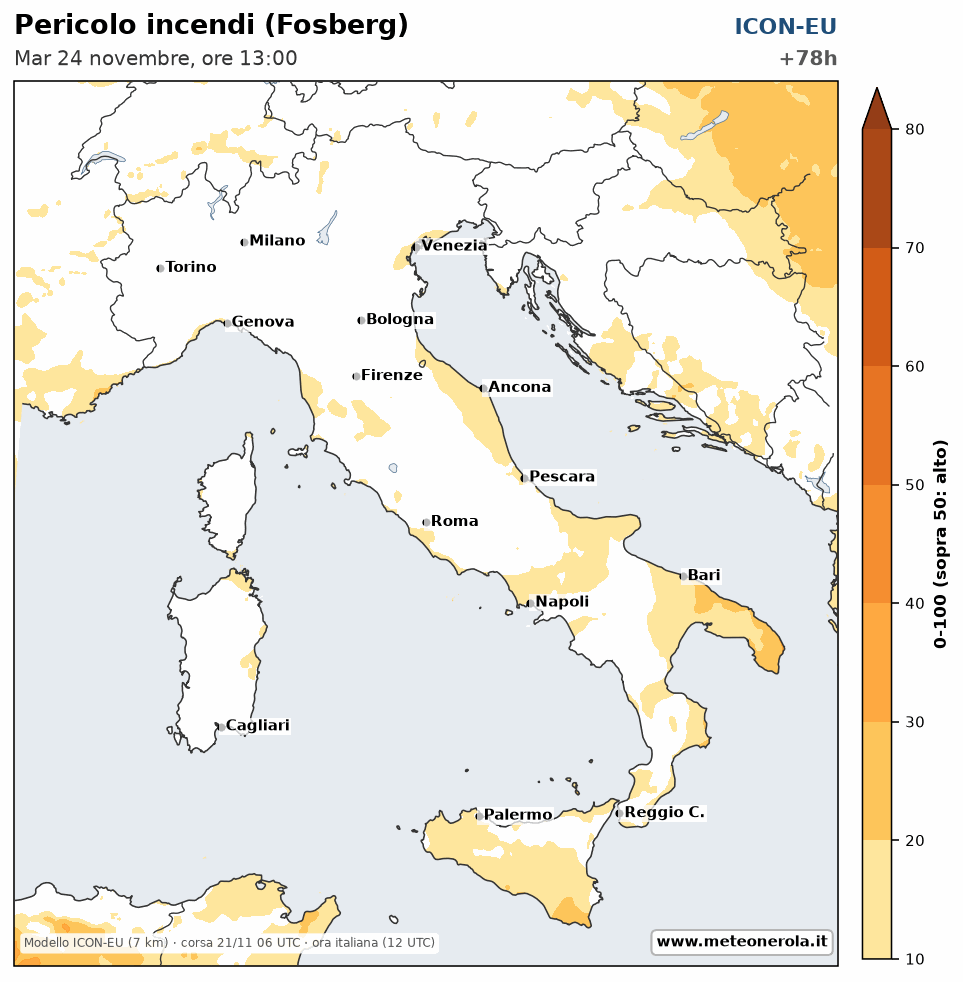 Pericolo incendi (Fosberg)
ICON-EU
Mar 24 novembre, ore 13:00
+78h
80
70
60
50
40
30
20
10
0-100 (sopra 50: alto)
Milano
Venezia
Torino
Genova
Bologna
Firenze
Ancona
Pescara
Roma
Bari
Napoli
Cagliari
Palermo
Reggio C.
Modello ICON-EU (7 km) · corsa 21/11 06 UTC · ora italiana (12 UTC)
www.meteonerola.it